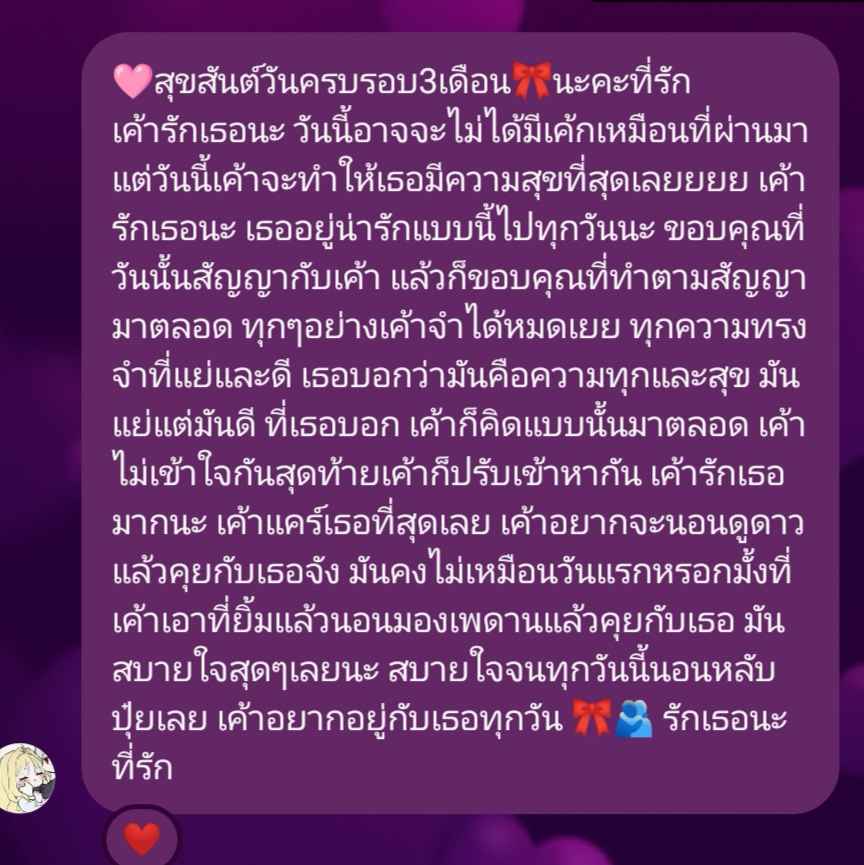 🩷สุขสันต์วันครบรอบ3เดือน🎀นะคะที่รัก
เค้ารักเธอนะ วันนี้อาจจะไม่ได้มีเค้กเหมือนที่ผ่านมา
แต่วันนี้เค้าจะทำให้เธอมีความสุขที่สุดเลยยยย เค้า
รักเธอนะ เธออยู่น่ารักแบบนี้ไปทุกวันนะ ขอบคุณที่
วันนั้นสัญญากับเค้า แล้วก็ขอบคุณที่ทำตามสัญญา
มาตลอด ทุกๆอย่างเค้าจำได้หมดเยย ทุกความทรง
จำที่แย่และดี เธอบอกว่ามันคือความทุกและสุข มัน
แย่แต่มันดี ที่เธอบอก เค้าก็คิดแบบนั้นมาตลอด เค้า
ไม่เข้าใจกันสุดท้ายเค้าก็ปรับเข้าหากัน เค้ารักเธอ
มากนะ เค้าแคร์เธอที่สุดเลย เค้าอยากจะนอนดูดาว
แล้วคุยกับเธอจัง มันคงไม่เหมือนวันแรกหรอกมั้งที่
เค้าเอาที่ยิ้มแล้วนอนมองเพดานแล้วคุยกับเธอ มัน
สบายใจสุดๆเลยนะ สบายใจจนทุกวันนี้นอนหลับ
ปุ๋ยเลย เค้าอยากอยู่กับเธอทุกวัน 🎀🫂 รักเธอนะ
ที่รัก
❤️